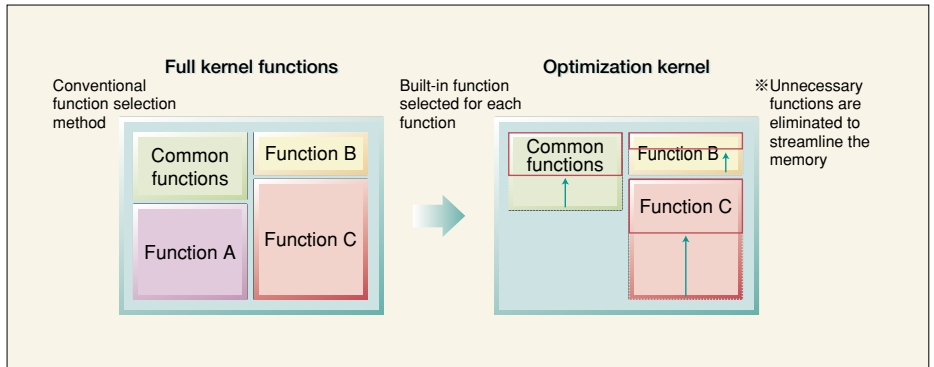 Full kernel functions
Conventional
function selection
method
Common
functions
Function B
Function A
Function C
Optimization kernel
Built-in function
selected for each
function
Common
functions
Function B
Function C
※Unnecessary
functions are
eliminated to
streamline the
memory